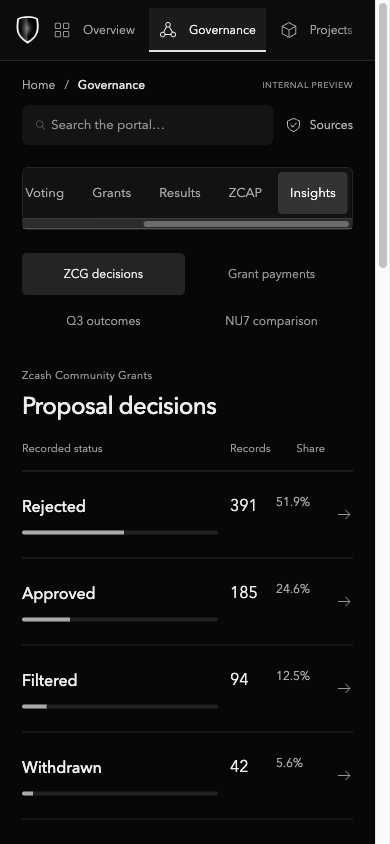 Overview Governance Projects
Home / Governance INTERNAL PREVIEW
Search the portal… Sources
Voting Grants Results ZCAP Insights
ZCG decisions Grant payments
Q3 outcomes NU7 comparison
Zcash Community Grants
Proposal decisions
Recorded status Records Share
Rejected 391 51.9%
Approved 185 24.6%
Filtered 94 12.5%
Withdrawn 42 5.6%